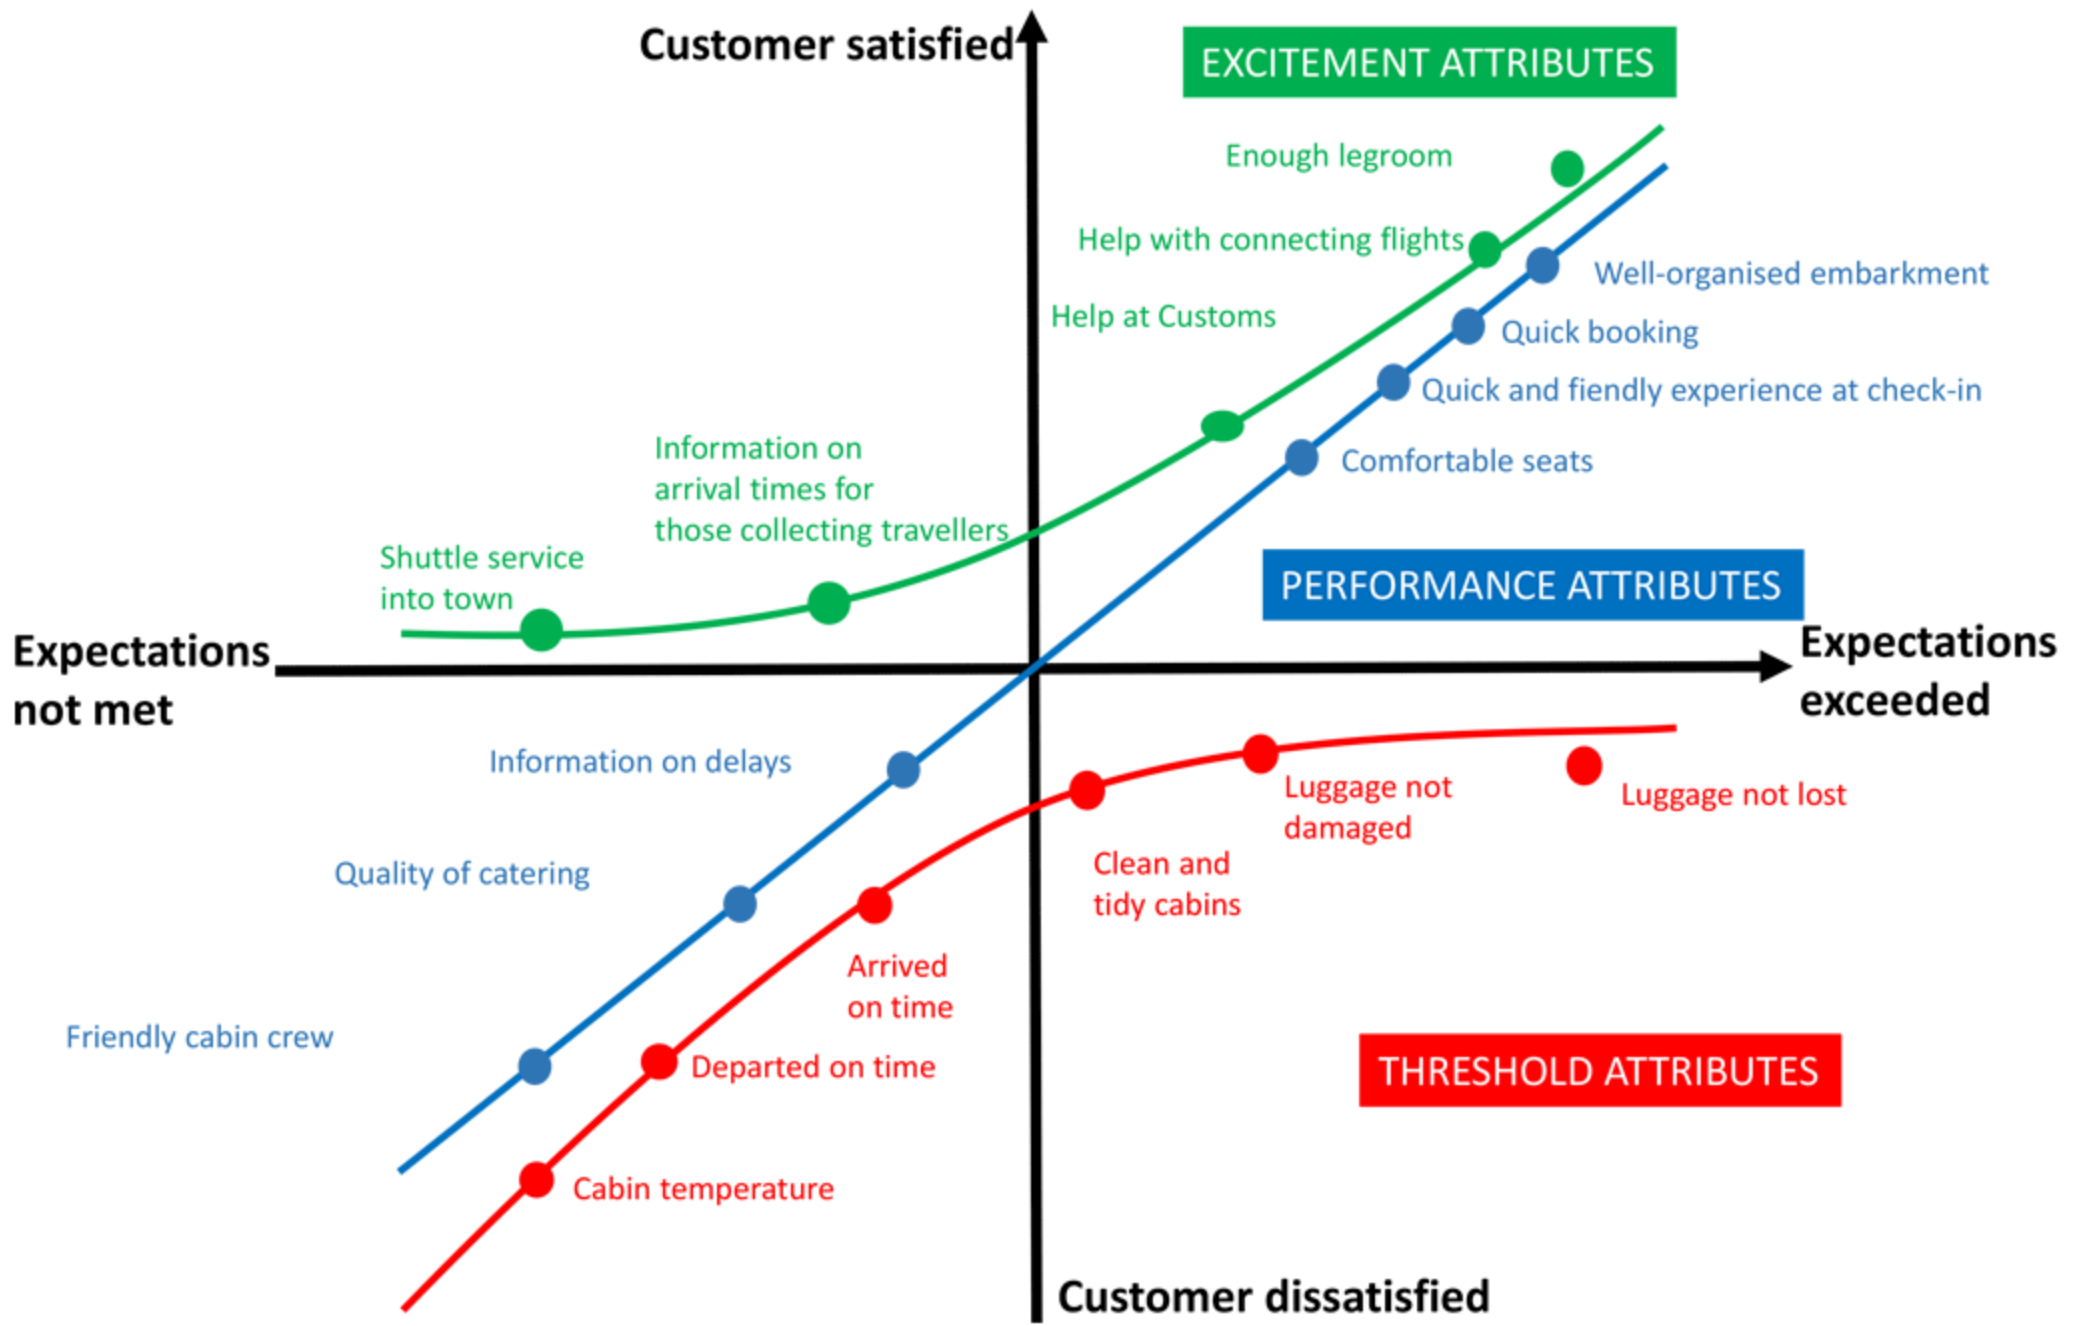 Customer satisfied
EXCITEMENT ATTRIBUTES
Enough legroom
Help with connecting flights
Well-organised embarkment
Help at Customs
Quick booking
Quick and fiendly experience at check-in
Information on
arrival times for
those collecting travellers
Comfortable seats
Shuttle service
into town
PERFORMANCE ATTRIBUTES
Expectations
not met
Expectations
exceeded
Information on delays
Luggage not
damaged
Luggage not lost
Quality of catering
Clean and
tidy cabins
Arrived
on time
Friendly cabin crew
Departed on time
THRESHOLD ATTRIBUTES
Cabin temperature
Customer dissatisfied